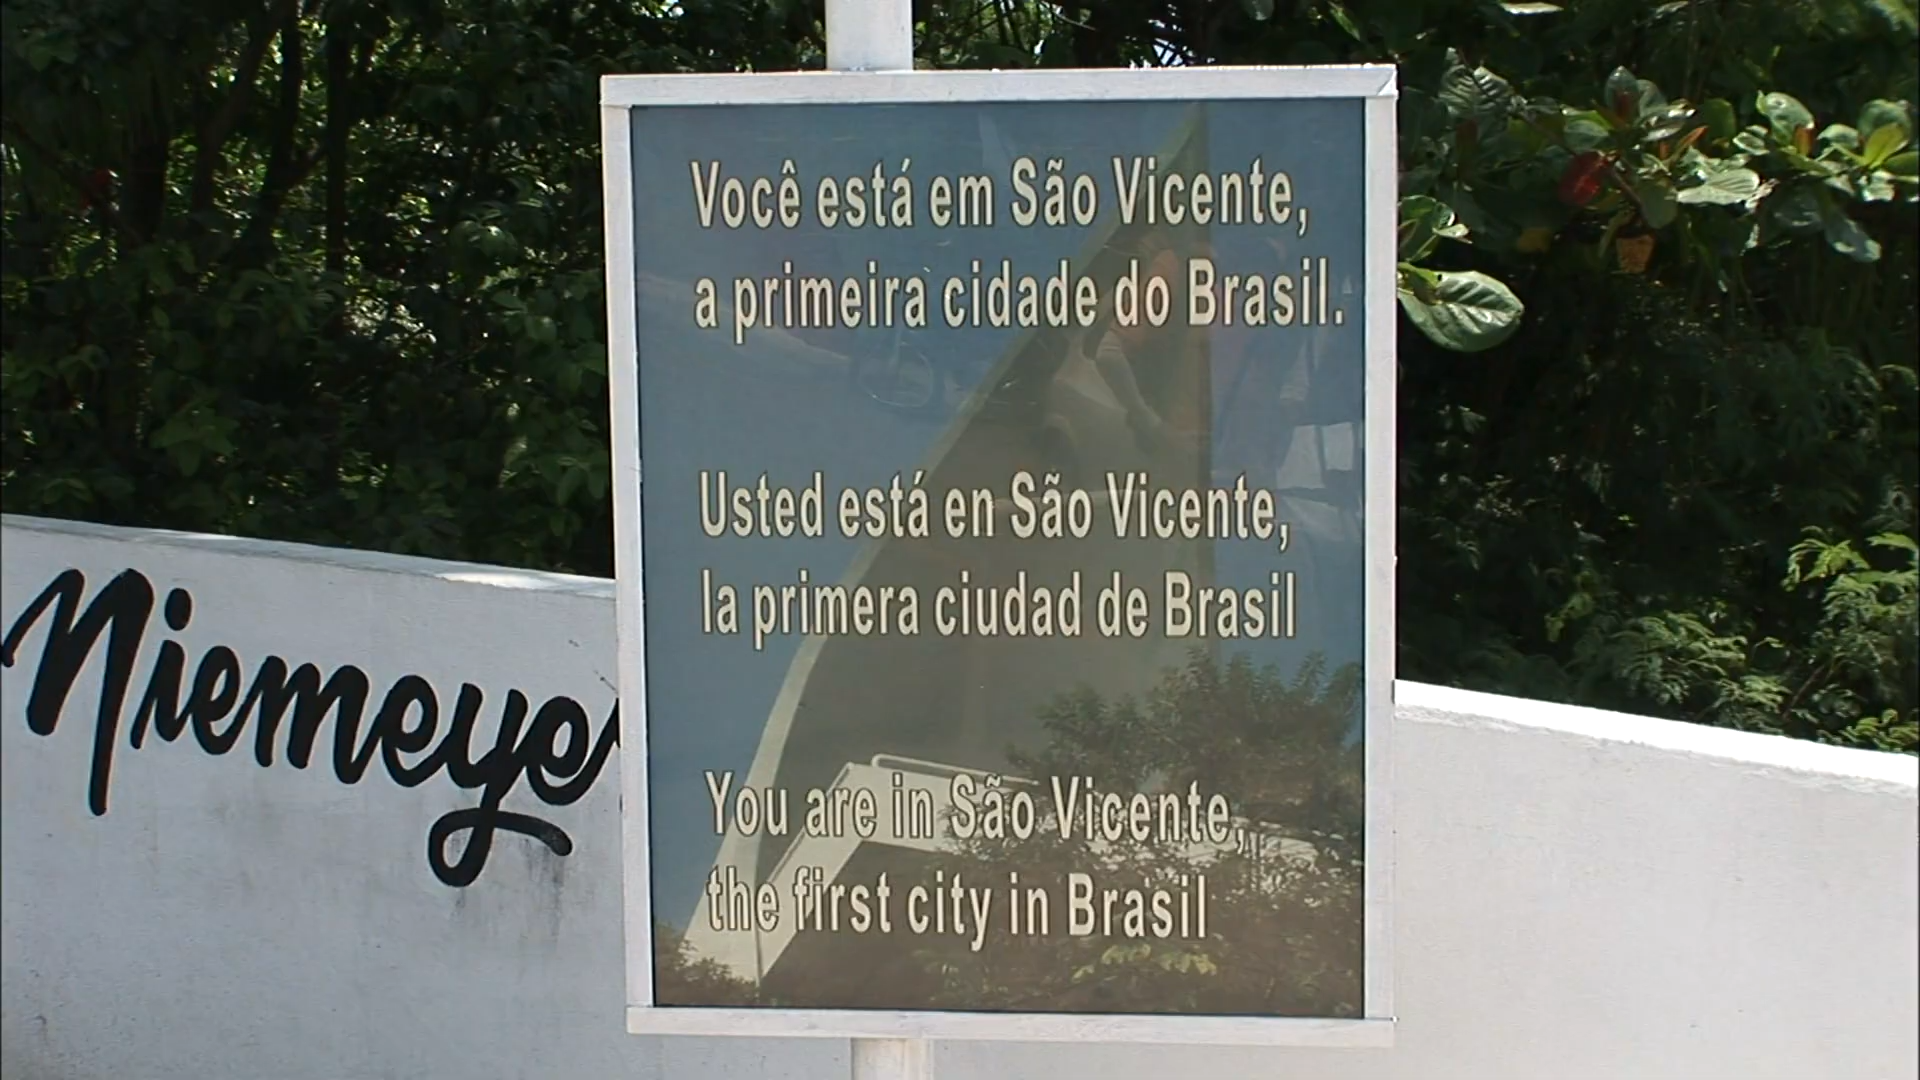 Você está em São Vicente,
a primeira cidade do Brasil.
Usted está en São Vicente,
la primera ciudad de Brasil
You are in São Vicente,
the first city in Brasil
Niemeye